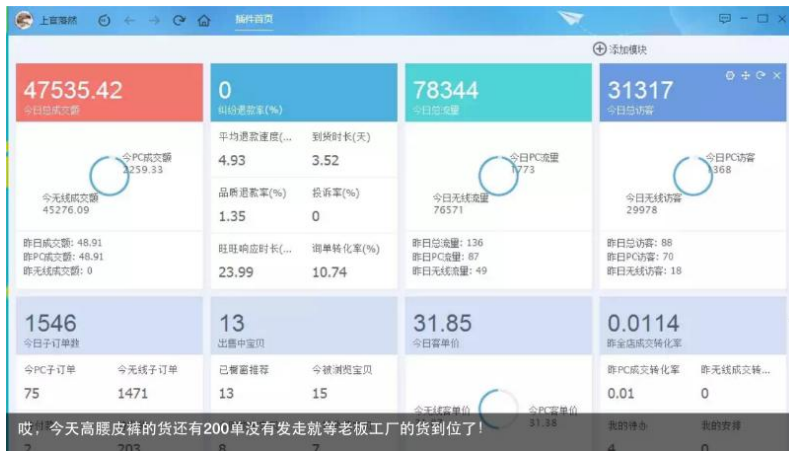 上官落然
插件首页
添加模块
47535.42
今日总成交额
今PC成交额
2259.33
今无线成交额
45276.09
昨日成交额: 48.91
昨PC成交额: 48.91
昨无线成交额: 0
0
纠纷退款率(%)
平均退款速度(... 到货时长(天)
4.93 3.52
品质退款率(%) 投诉率(%)
1.35 0
旺旺响应时长(... 询单转化率(%)
23.99 10.74
78344
今日总流量
今日PC流量
1773
今日无线流量
76571
昨日总流量: 136
昨日PC流量: 87
昨日无线流量: 49
31317
今日总访客
今日PC访客
1368
今日无线访客
29978
昨日总访客: 88
昨日PC访客: 70
昨日无线访客: 18
1546
今日子订单数
今PC子订单 今无线子订单
75 1471
203
13
出售中宝贝
已橱窗推荐 今被浏览宝贝
13 15
31.85
今日客单价
今无线客单价
今PC客单价
31.38
0.0114
昨全店成交转化率
昨PC成交转化率 昨无线成交转...
0.01 0
我的待办 我的安排
4 0
哎，今天高腰皮裤的货还有200单没有发走就等老板工厂的货到位了!